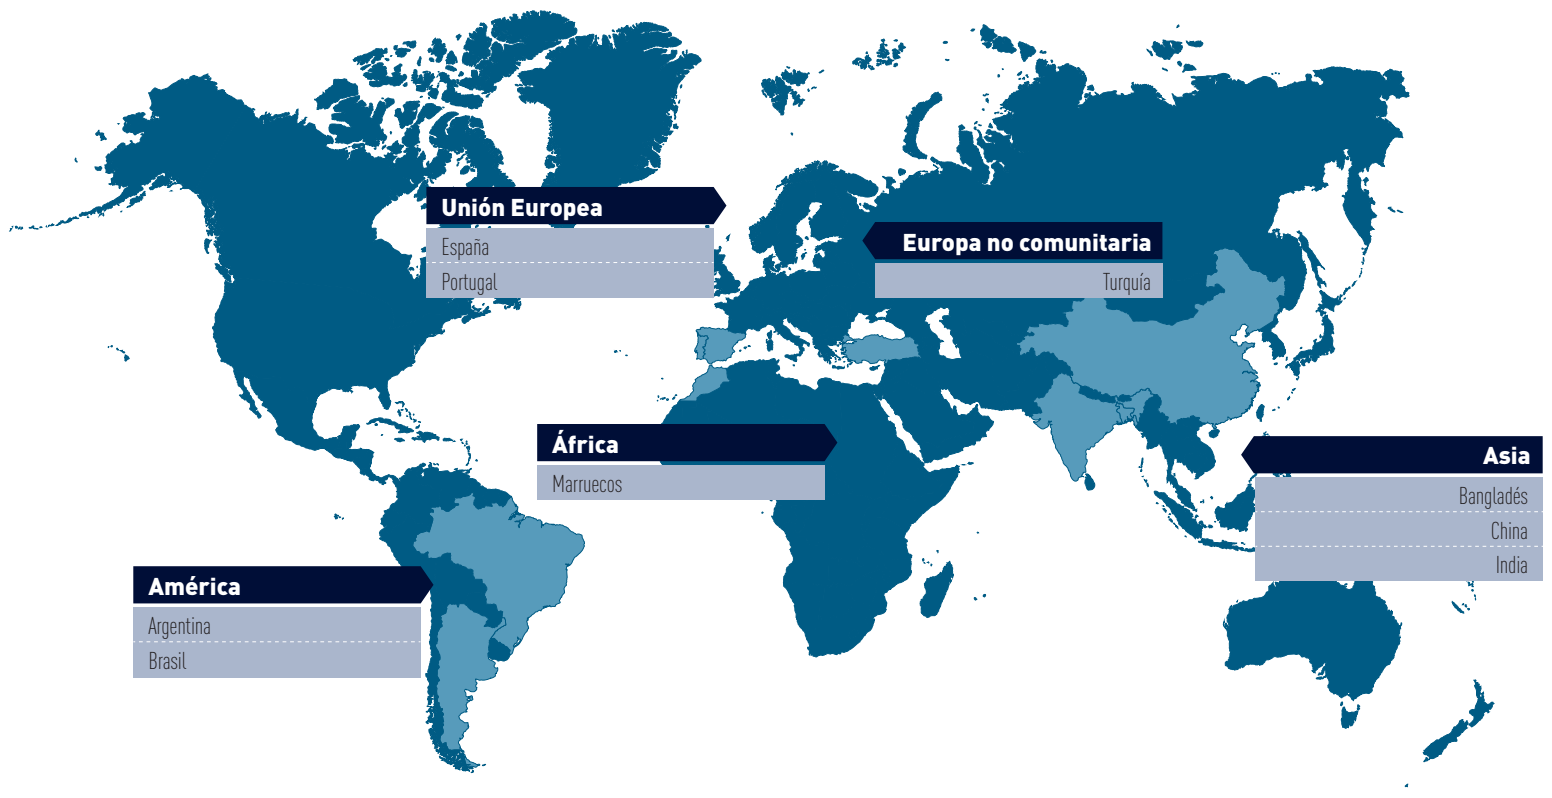 Unión Europea
España
Portugal
Europa no comunitaria
Turquía
África
Marruecos
Asia
Bangladés
China
India
América
Argentina
Brasil